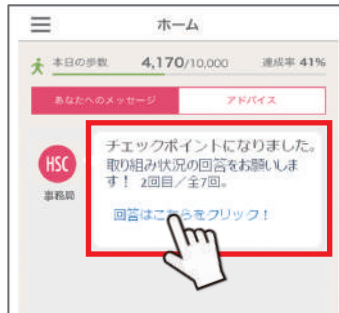 ホーム
本日の歩数 4,170/10,000 達成率 41%
あなたへのメッセージ アドバイス
HSC
事務局
チェックポイントになりました。
取り組み状況の回答をお願いしま
す！ 2回目／全7回。
回答はこちらをクリック！